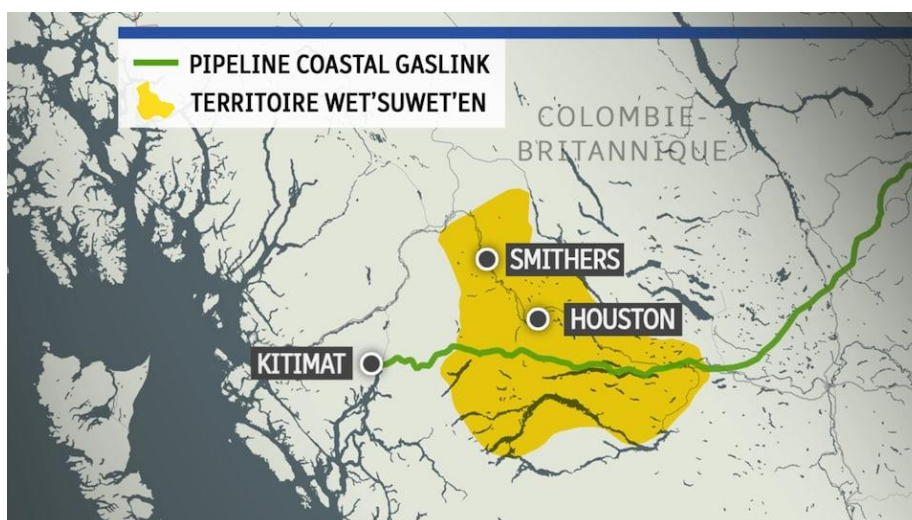 PIPELINE COASTAL GASLINK
TERRITOIRE WET'SUWET'EN
COLOMBIE-
BRITANNIQUE
SMITHERS
HOUSTON
KITIMAT